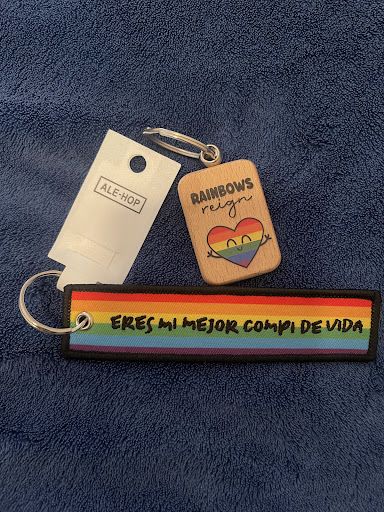 ALE-HOP
RAINBOWS
reign
ERES MI MEJOR COMPI DE VIDA